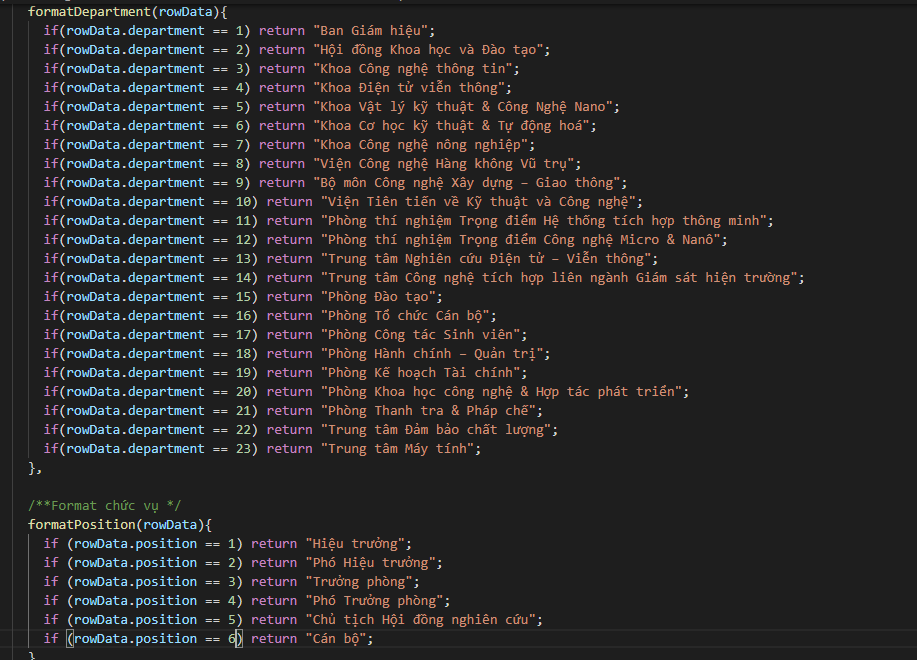 formatDepartment(rowData){
if(rowData.department == 1) return "Ban Giám hiệu";
if(rowData.department == 2) return "Hội đồng Khoa học và Đào tạo";
if(rowData.department == 3) return "Khoa Công nghệ thông tin";
if(rowData.department == 4) return "Khoa Điện tử viễn thông";
if(rowData.department == 5) return "Khoa Vật lý kỹ thuật & Công Nghệ Nano";
if(rowData.department == 6) return "Khoa Cơ học kỹ thuật & Tự động hoá";
if(rowData.department == 7) return "Khoa Công nghệ nông nghiệp";
if(rowData.department == 8) return "Viện Công nghệ Hàng không Vũ trụ";
if(rowData.department == 9) return "Bộ môn Công nghệ Xây dựng – Giao thông";
if(rowData.department == 10) return "Viện Tiên tiến về Kỹ thuật và Công nghệ";
if(rowData.department == 11) return "Phòng thí nghiệm Trọng điểm Hệ thống tích hợp thông minh";
if(rowData.department == 12) return "Phòng thí nghiệm Trọng điểm Công nghệ Micro & Nanô";
if(rowData.department == 13) return "Trung tâm Nghiên cứu Điện tử – Viễn thông";
if(rowData.department == 14) return "Trung tâm Công nghệ tích hợp liên ngành Giám sát hiện trường";
if(rowData.department == 15) return "Phòng Đào tạo";
if(rowData.department == 16) return "Phòng Tổ chức Cán bộ";
if(rowData.department == 17) return "Phòng Công tác Sinh viên";
if(rowData.department == 18) return "Phòng Hành chính – Quản trị";
if(rowData.department == 19) return "Phòng Kế hoạch Tài chính";
if(rowData.department == 20) return "Phòng Khoa học công nghệ & Hợp tác phát triển";
if(rowData.department == 21) return "Phòng Thanh tra & Pháp chế";
if(rowData.department == 22) return "Trung tâm Đảm bảo chất lượng";
if(rowData.department == 23) return "Trung tâm Máy tính";
},
/**Format chức vụ */
formatPosition(rowData){
if (rowData.position == 1) return "Hiệu trưởng";
if (rowData.position == 2) return "Phó Hiệu trưởng";
if (rowData.position == 3) return "Trưởng phòng";
if (rowData.position == 4) return "Phó Trưởng phòng";
if (rowData.position == 5) return "Chủ tịch Hội đồng nghiên cứu";
if (rowData.position == 6) return "Cán bộ";
}